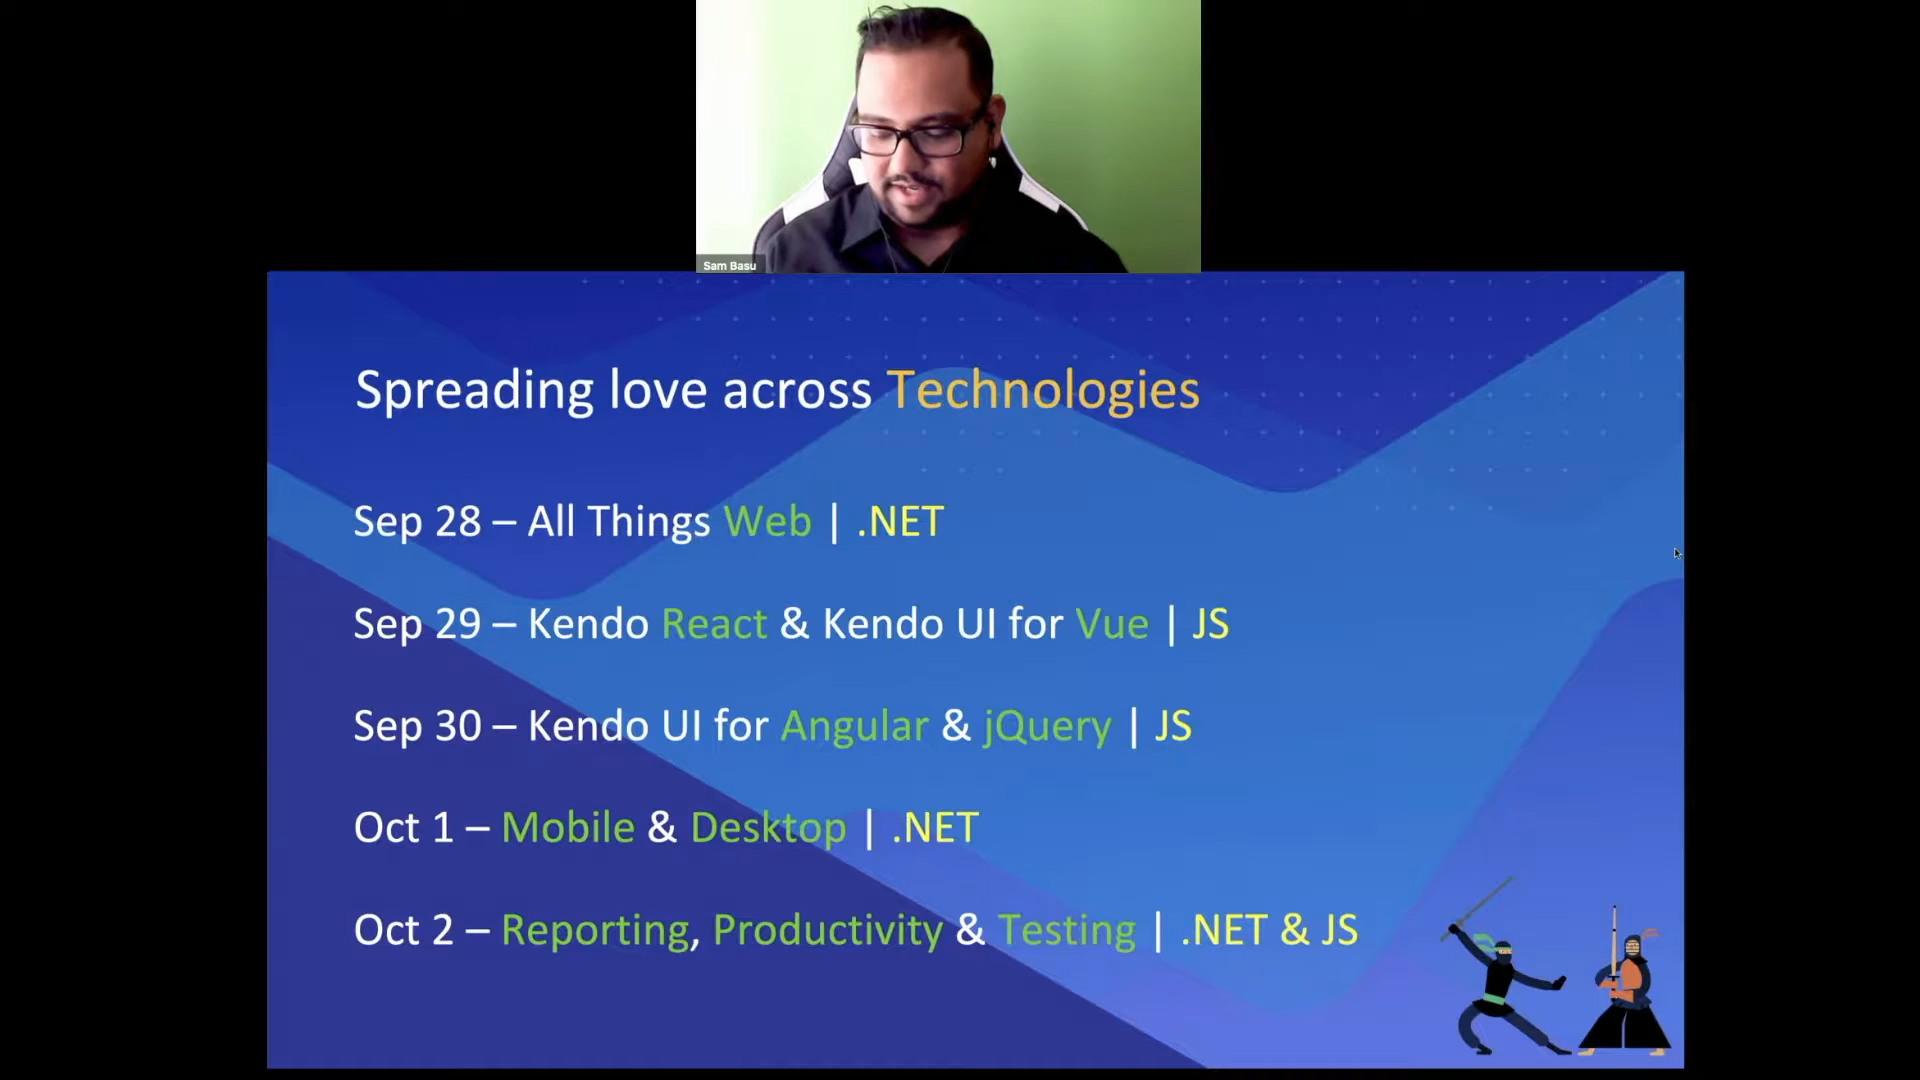 Sam Basu
Spreading love across Technologies
Sep 28 – All Things Web | .NET
Sep 29 – Kendo React & Kendo UI for Vue | JS
Sep 30 – Kendo UI for Angular & jQuery | JS
Oct 1 – Mobile & Desktop | .NET
Oct 2 – Reporting, Productivity & Testing | .NET & JS